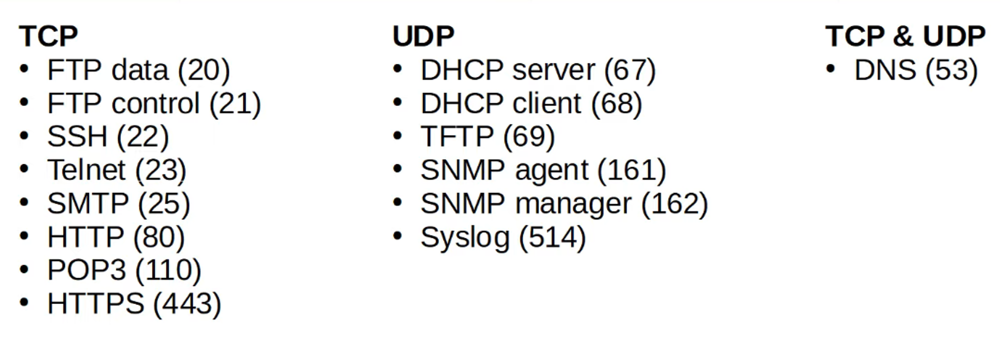 TCP
• FTP data (20)
• FTP control (21)
• SSH (22)
• Telnet (23)
• SMTP (25)
• HTTP (80)
• POP3 (110)
• HTTPS (443)
UDP
• DHCP server (67)
• DHCP client (68)
• TFTP (69)
• SNMP agent (161)
• SNMP manager (162)
• Syslog (514)
TCP & UDP
• DNS (53)